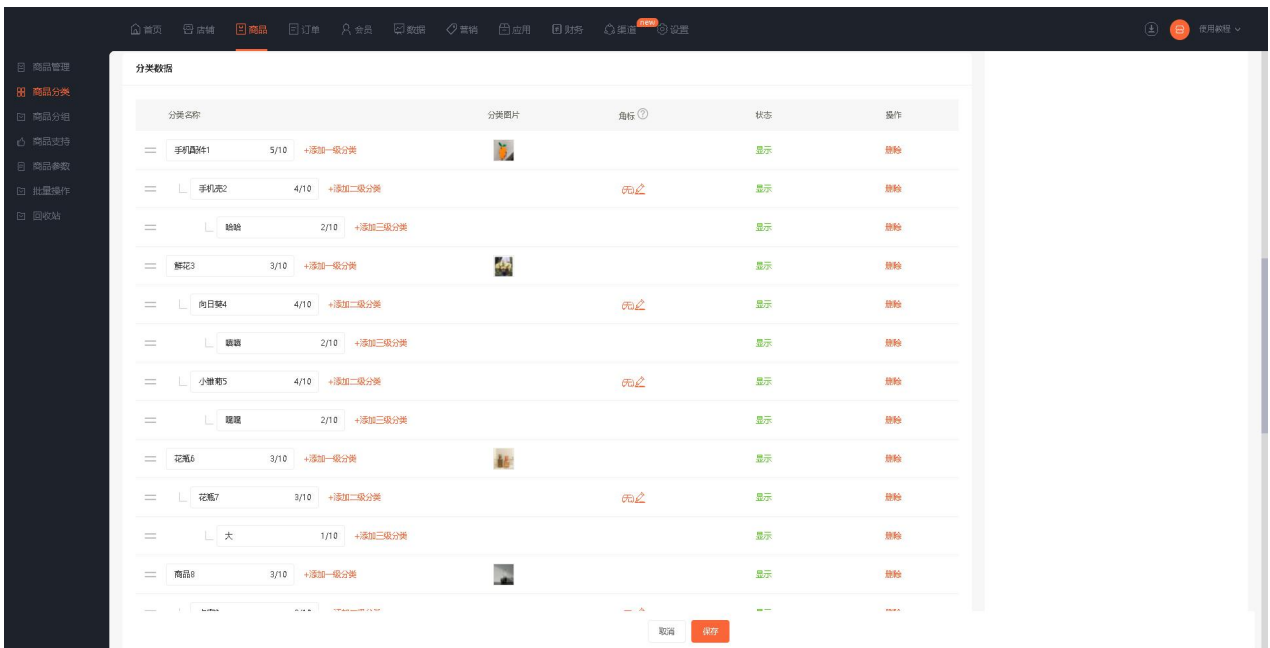 首页 店铺 商品 订单 会员 数据 营销 应用 财务 渠道 new 设置 使用教程
商品管理
商品分类
商品分组
商品支持
商品参数
批量操作
回收站
分类数据
分类名称 分类图片 角标 ? 状态 操作
手机配件1 5/10 +添加一级分类 显示 删除
手机壳2 4/10 +添加二级分类 显示 删除
哈哈 2/10 +添加三级分类 显示 删除
鲜花3 3/10 +添加一级分类 显示 删除
向日葵4 4/10 +添加二级分类 显示 删除
嘻嘻 2/10 +添加三级分类 显示 删除
小雏菊5 4/10 +添加二级分类 显示 删除
2/10 +添加三级分类 显示 删除
花瓶6 3/10 +添加一级分类 显示 删除
花瓶7 3/10 +添加二级分类 显示 删除
大 1/10 +添加三级分类 显示 删除
商品8 3/10 +添加一级分类 显示 删除
取消 保存